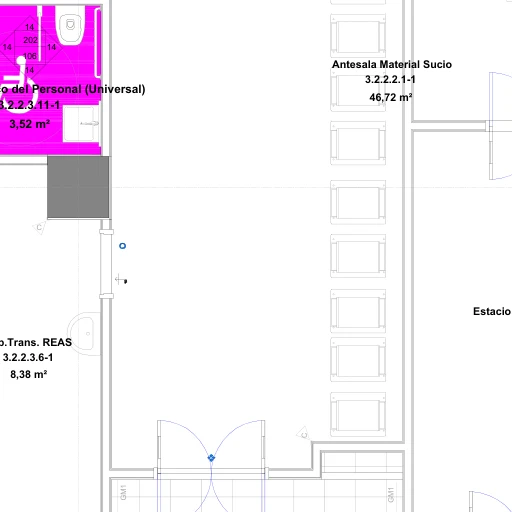 14
202
14
14
106
14
o del Personal (Universal)
3.2.2.3.11-1
3,52 m²
Antesala Material Sucio
3.2.2.2.1-1
46,72 m²
C
Estacio
p.Trans. REAS
3.2.2.3.6-1
8,38 m²
C
GM1
GM1